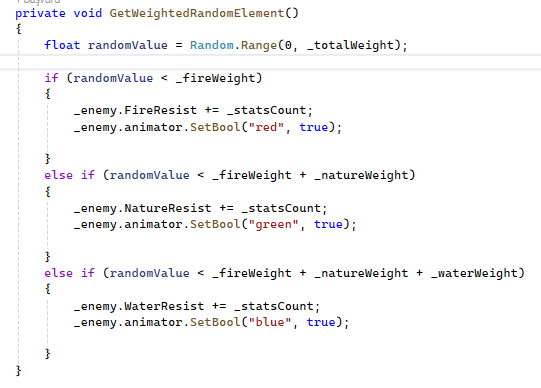 private void GetWeightedRandomElement()
{
float randomValue = Random.Range(0, _totalWeight);
if (randomValue < _fireWeight)
{
_enemy.FireResist += _statsCount;
_enemy.animator.SetBool("red", true);
}
else if (randomValue < _fireWeight + _natureWeight)
{
_enemy.NatureResist += _statsCount;
_enemy.animator.SetBool("green", true);
}
else if (randomValue < _fireWeight + _natureWeight + _waterWeight)
{
_enemy.WaterResist += _statsCount;
_enemy.animator.SetBool("blue", true);
}
}